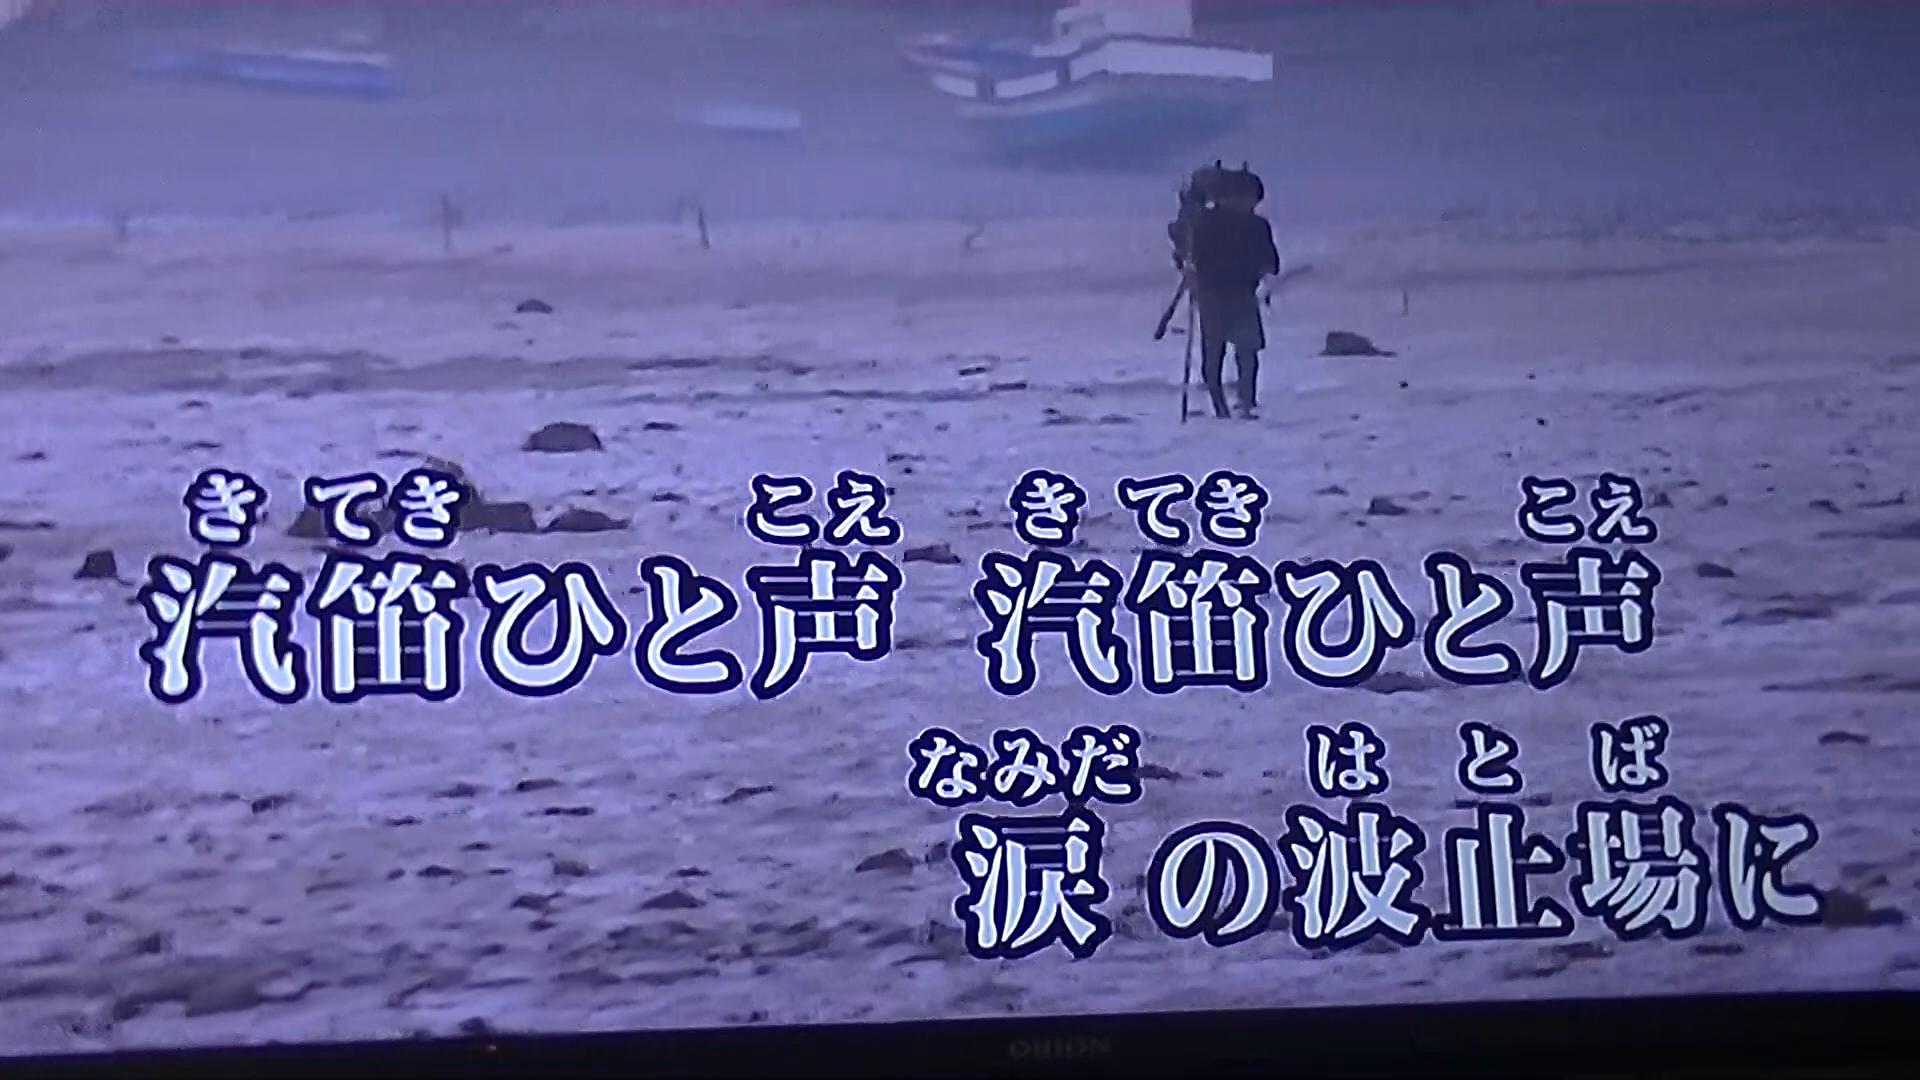 き てき こえ き てき こえ
汽笛ひと声 汽笛ひと声
なみだ は と ば
涙の波止場に
ORION